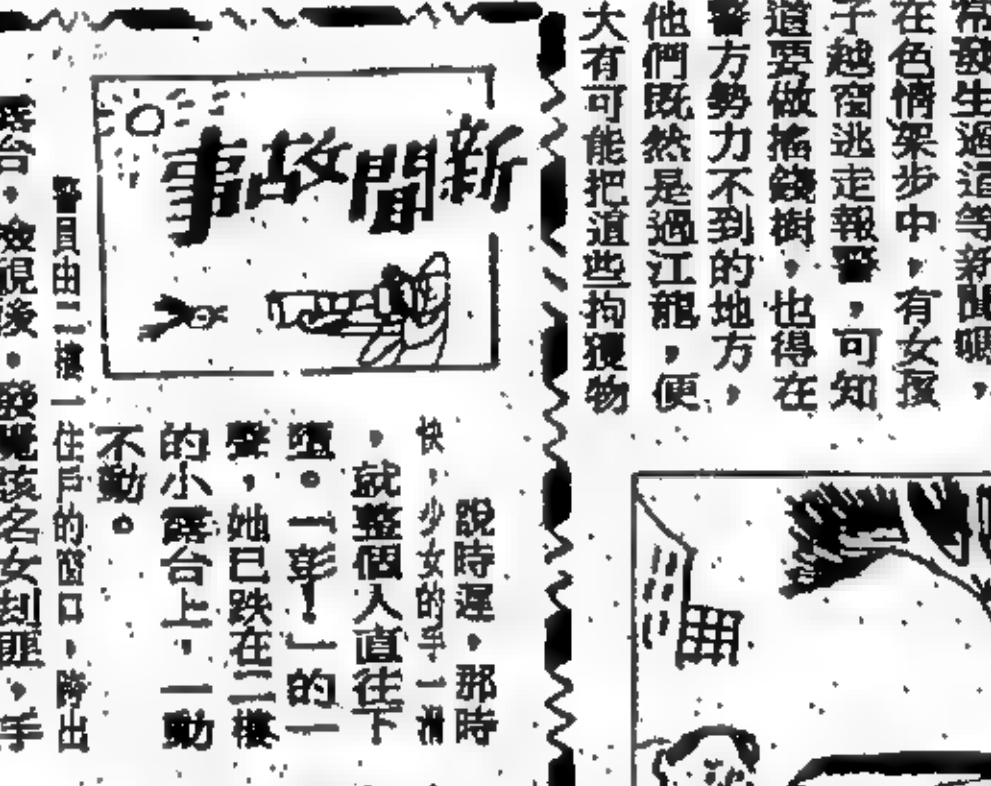 常發生過這等新聞嗎，
在色情架步中，有女孩
子越窗逃走報警，可知
道要做搖錢樹，也得在
警方勢力不到的地方，
他們既然是過江龍，便
大有可能把這些拘獲物
新聞故事
說時遲，那時
快，少女的手一滑
，就整個人直往下
墮。一彭！」的一
聲，她已跌在二樓
的小露台上，一動
不動。
警員由二樓一住戶的窗口，跨出
露台，檢視後，發覺該之女刦匪，手